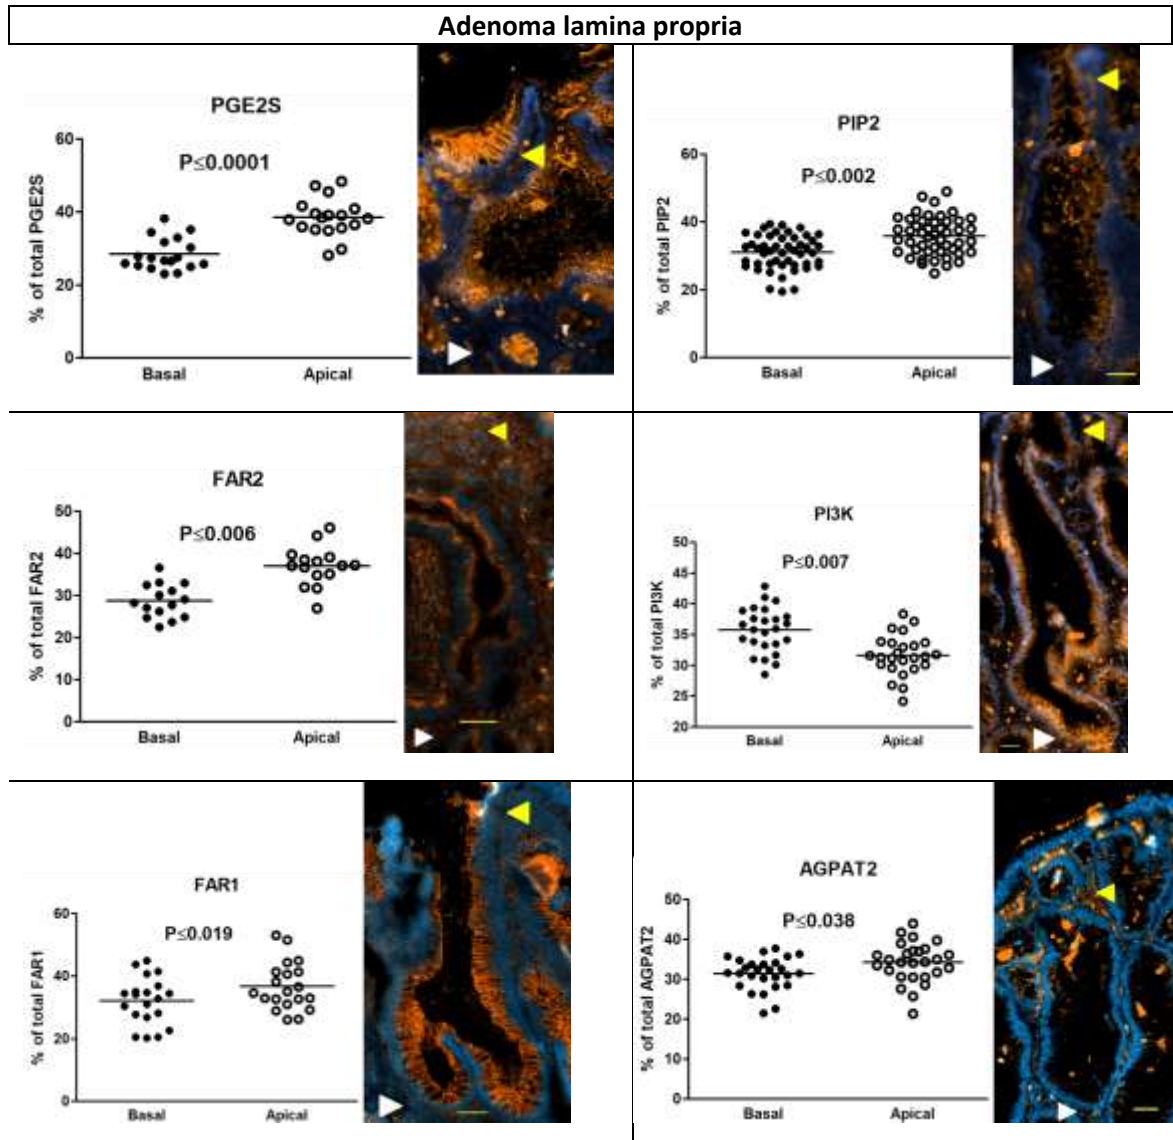 Adenoma lamina propria
PGE2S
P≤0.0001
% of total PGE2S
60
40
20
0
Basal
Apical
PIP2
P≤0.002
% of total PIP2
60
40
20
0
Basal
Apical
FAR2
P≤0.006
% of total FAR2
50
40
30
20
10
0
Basal
Apical
PI3K
P≤0.007
% of total PI3K
50
45
40
35
30
25
20
Basal
Apical
FAR1
P≤0.019
% of total FAR1
60
40
20
0
Basal
Apical
AGPAT2
P≤0.038
% of total AGPAT2
50
40
30
20
10
0
Basal
Apical